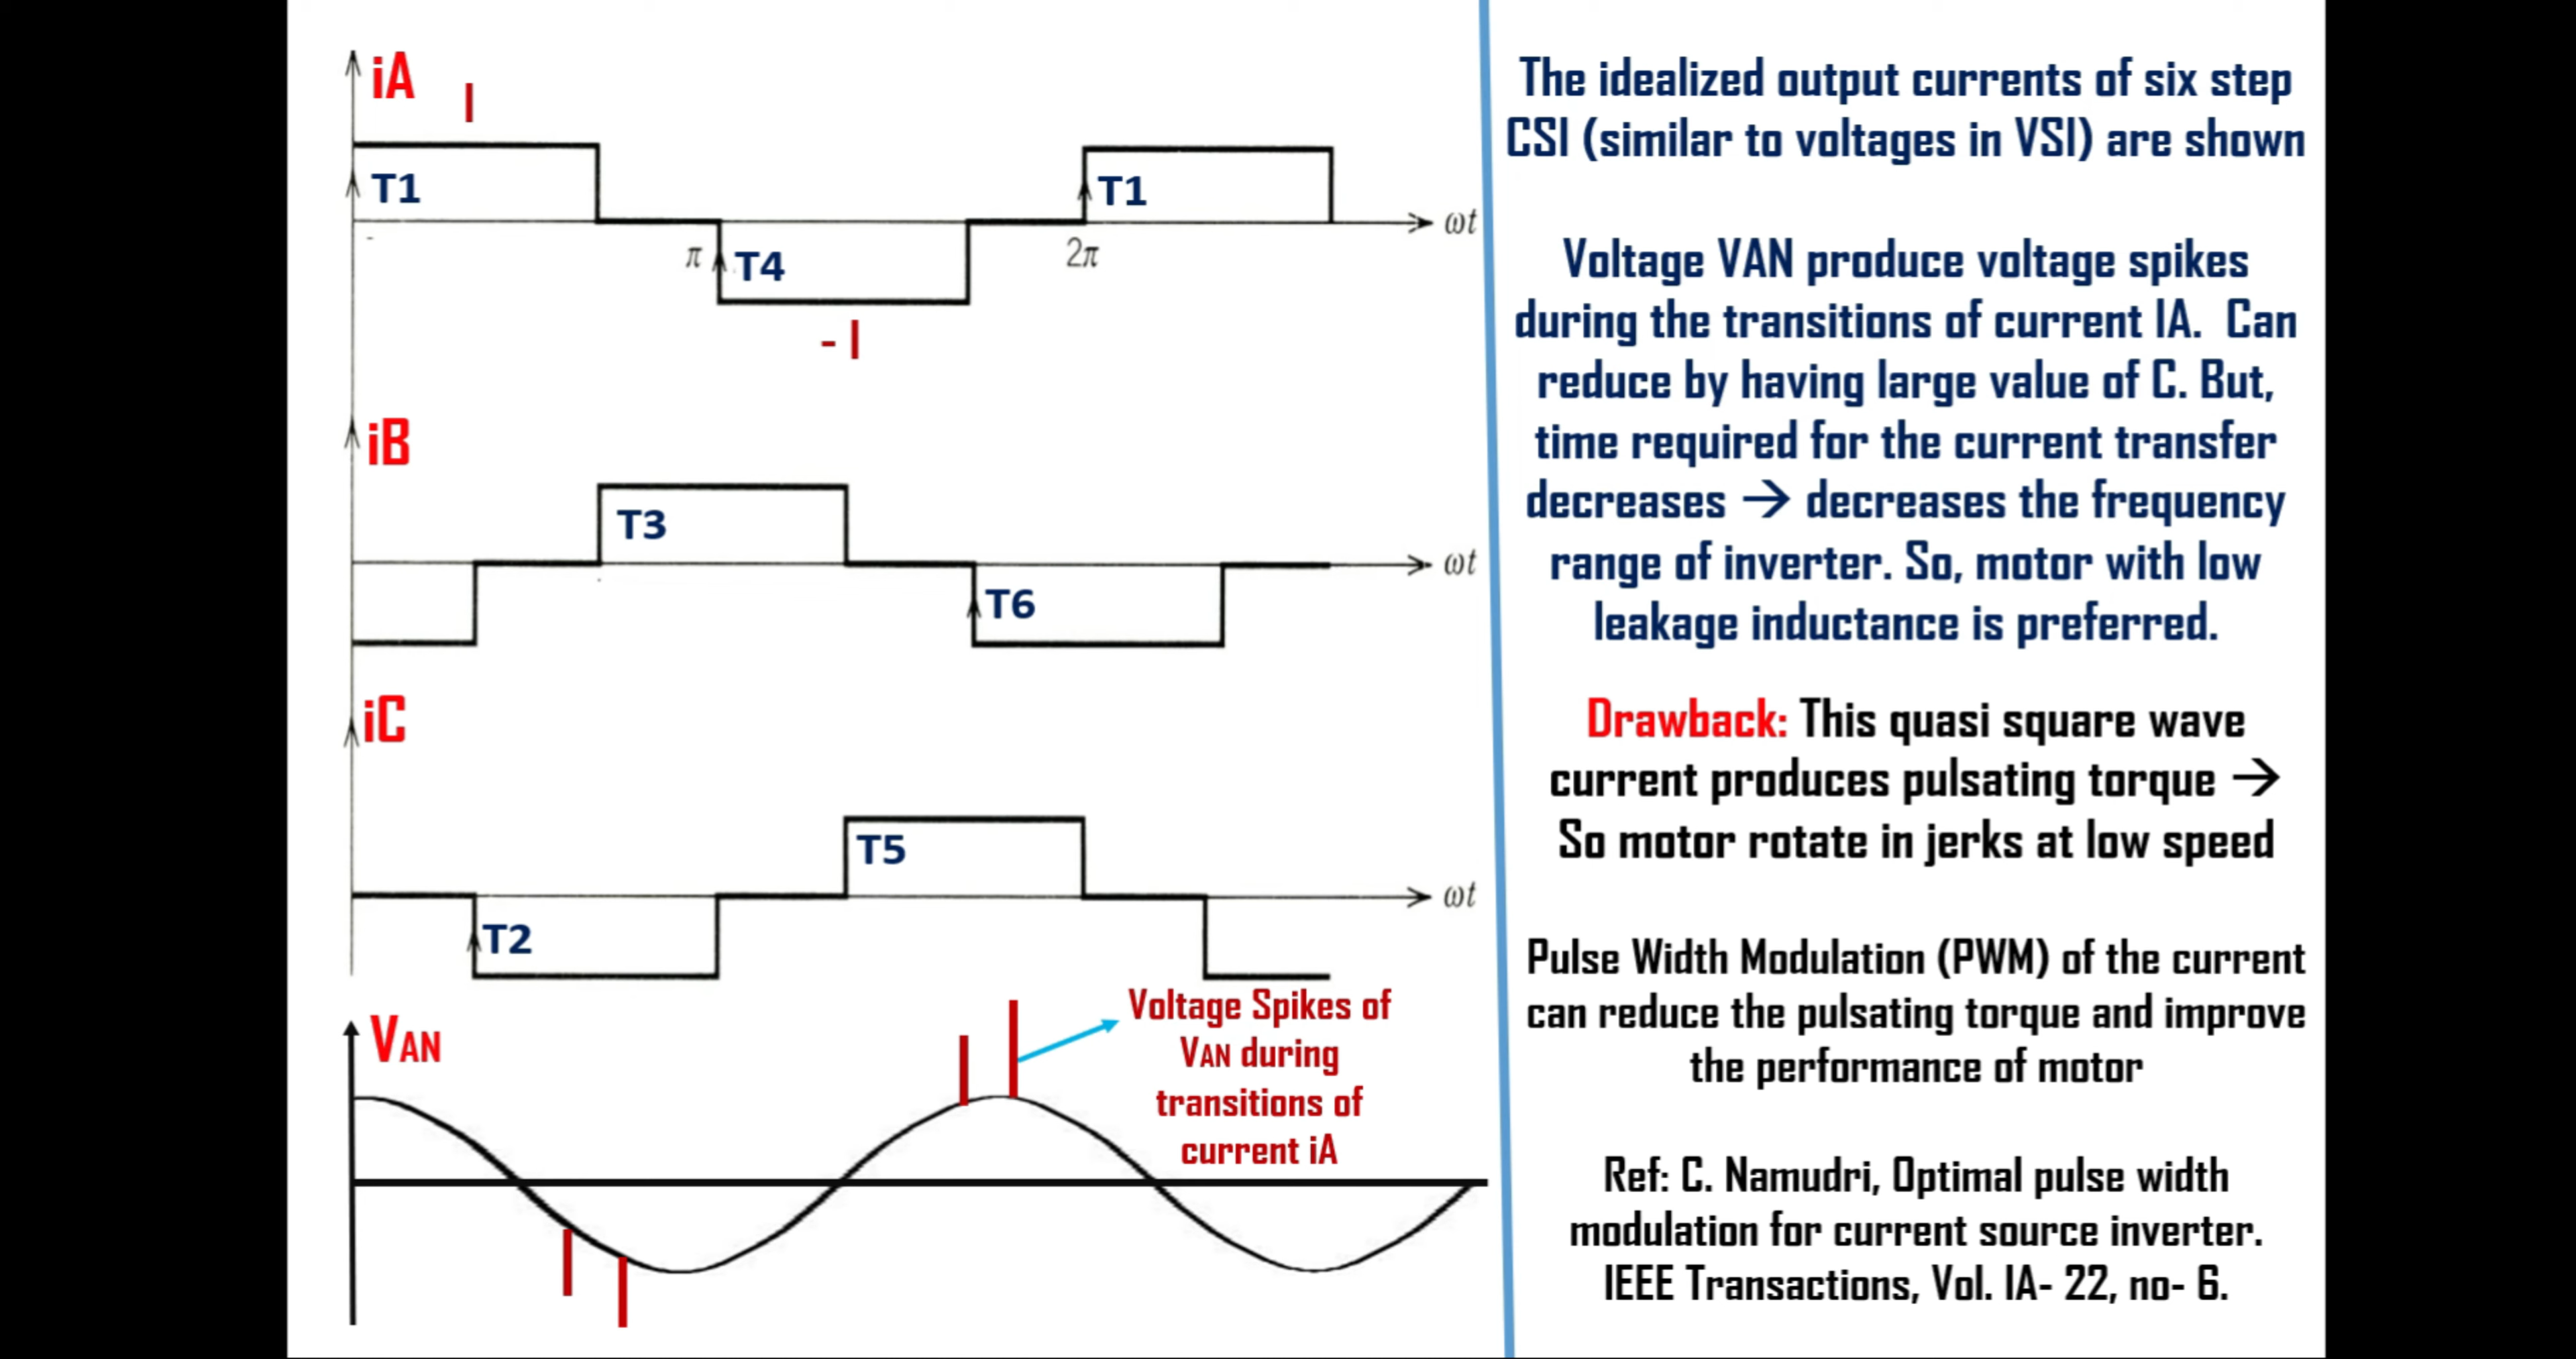 iA
I
T1
T1
ωt
π
T4
2π
- I
iB
T3
ωt
T6
iC
T5
ωt
T2
VAN
Voltage Spikes of
VAN during
transitions of
current iA
The idealized output currents of six step
CSI (similar to voltages in VSI) are shown
Voltage VAN produce voltage spikes
during the transitions of current IA. Can
reduce by having large value of C. But,
time required for the current transfer
decreases → decreases the frequency
range of inverter. So, motor with low
leakage inductance is preferred.
Drawback: This quasi square wave
current produces pulsating torque →
So motor rotate in jerks at low speed
Pulse Width Modulation (PWM) of the current
can reduce the pulsating torque and improve
the performance of motor
Ref: C. Namudri, Optimal pulse width
modulation for current source inverter.
IEEE Transactions, Vol. IA- 22, no- 6.